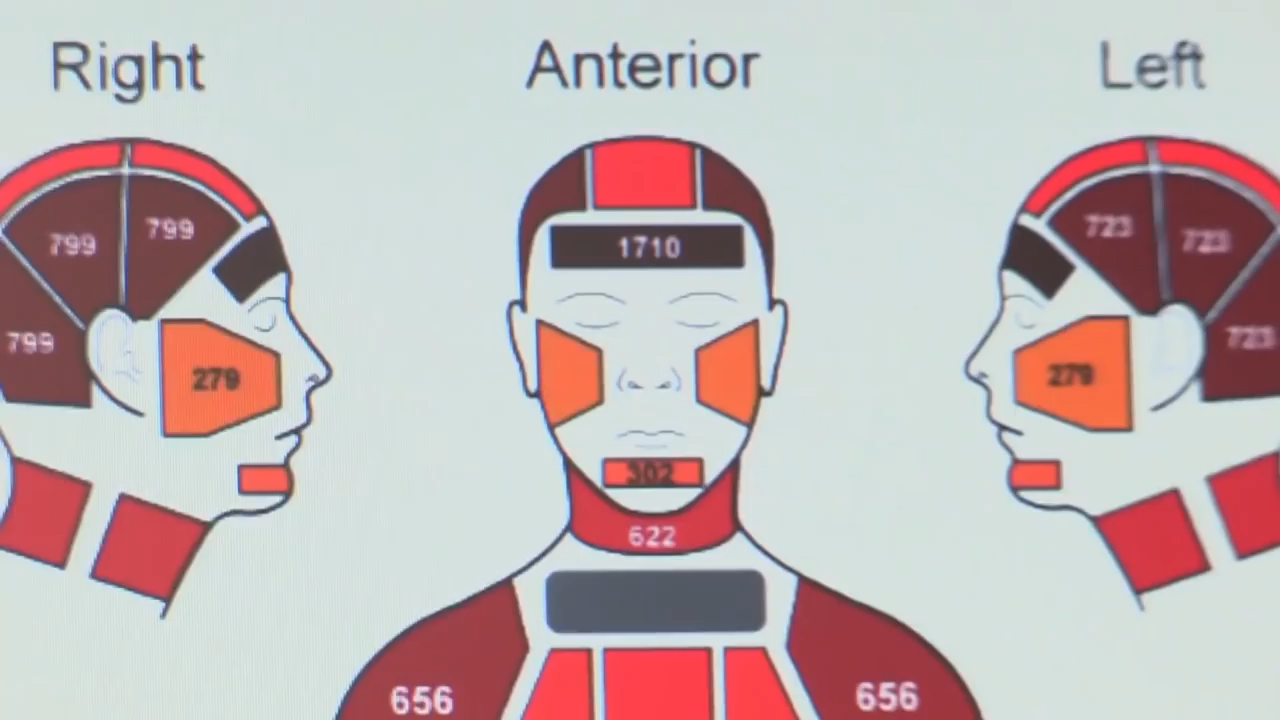 Right Anterior Left
799 799 1710 723 723
799 279 279 723
302
622
656 656